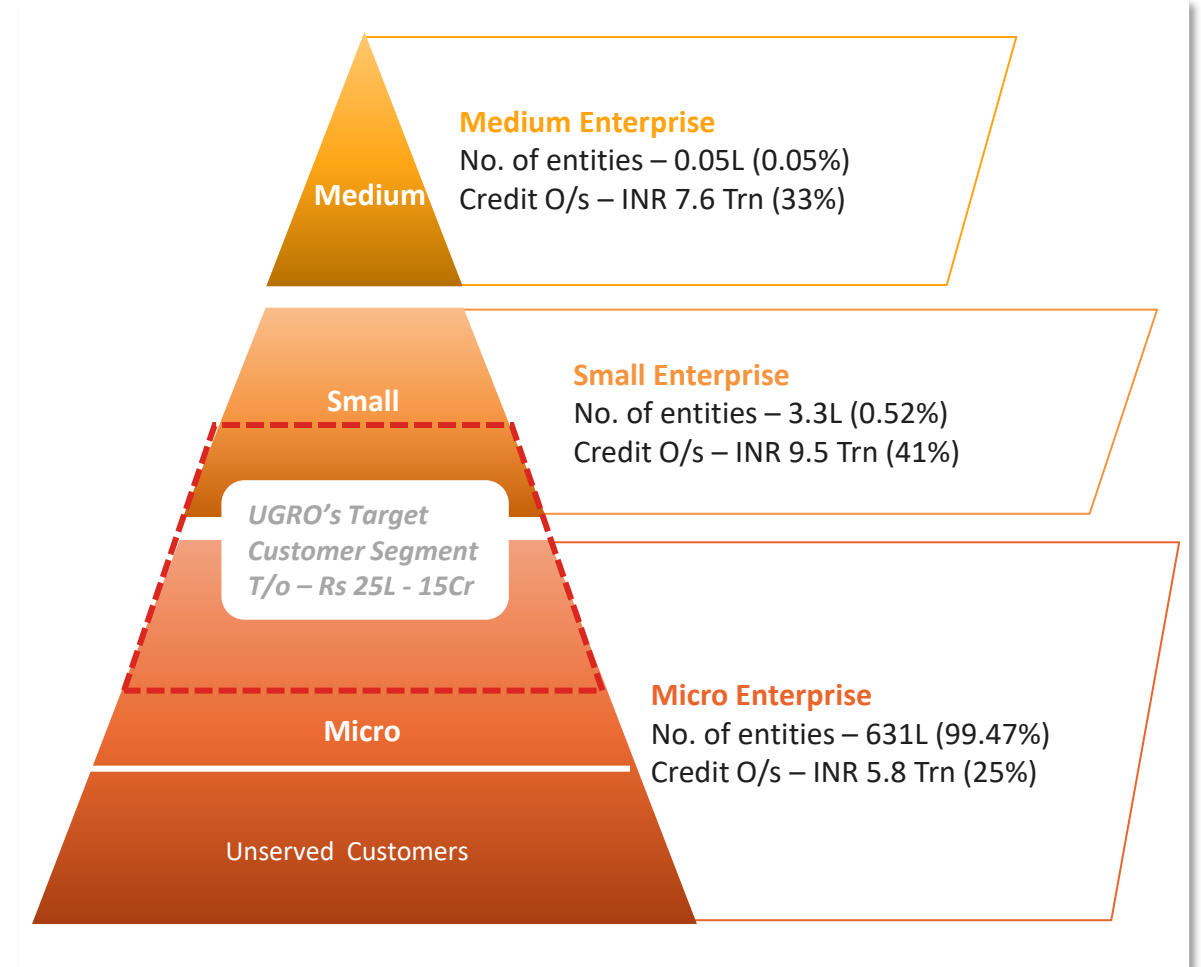 Medium
Medium Enterprise
No. of entities – 0.05L (0.05%)
Credit O/s – INR 7.6 Trn (33%)
Small
Small Enterprise
No. of entities – 3.3L (0.52%)
Credit O/s – INR 9.5 Trn (41%)
UGRO’s Target
Customer Segment
T/o – Rs 25L - 15Cr
Micro
Micro Enterprise
No. of entities – 631L (99.47%)
Credit O/s – INR 5.8 Trn (25%)
Unserved Customers